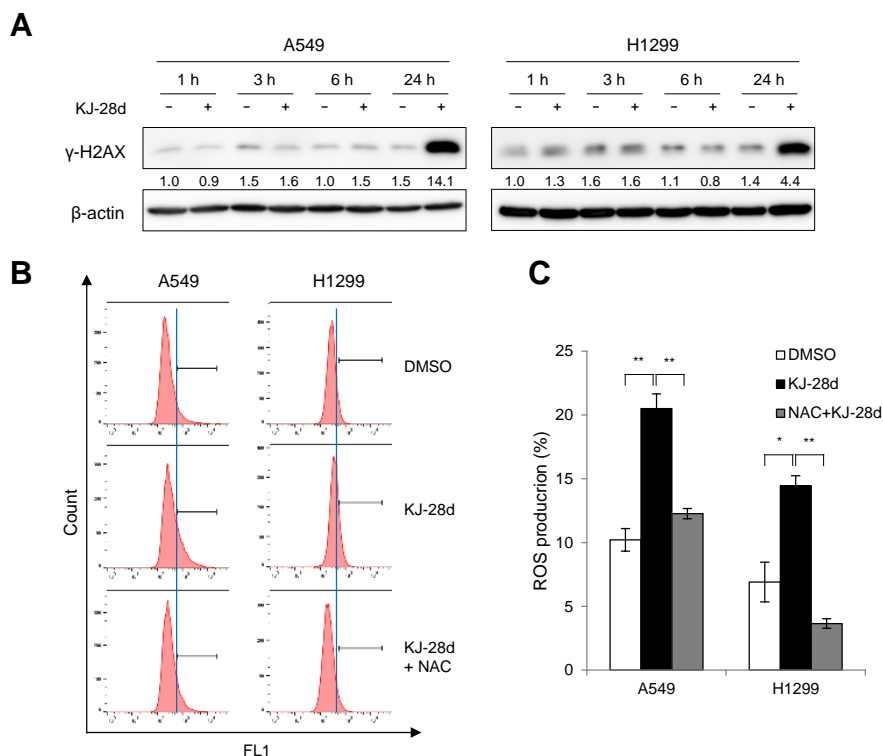 A
A549 H1299
1 h 3 h 6 h 24 h 1 h 3 h 6 h 24 h
KJ-28d − + − + − + − + − + − + − + − +
γ-H2AX
1.0 0.9 1.5 1.6 1.0 1.5 1.5 14.1 1.0 1.3 1.6 1.6 1.1 0.8 1.4 4.4
β-actin
B
A549 H1299
DMSO
KJ-28d
KJ-28d
+ NAC
Count
FL1
C
DMSO
KJ-28d
NAC+KJ-28d
** **
* **
ROS producrion (%)
25
20
15
10
5
0
A549 H1299